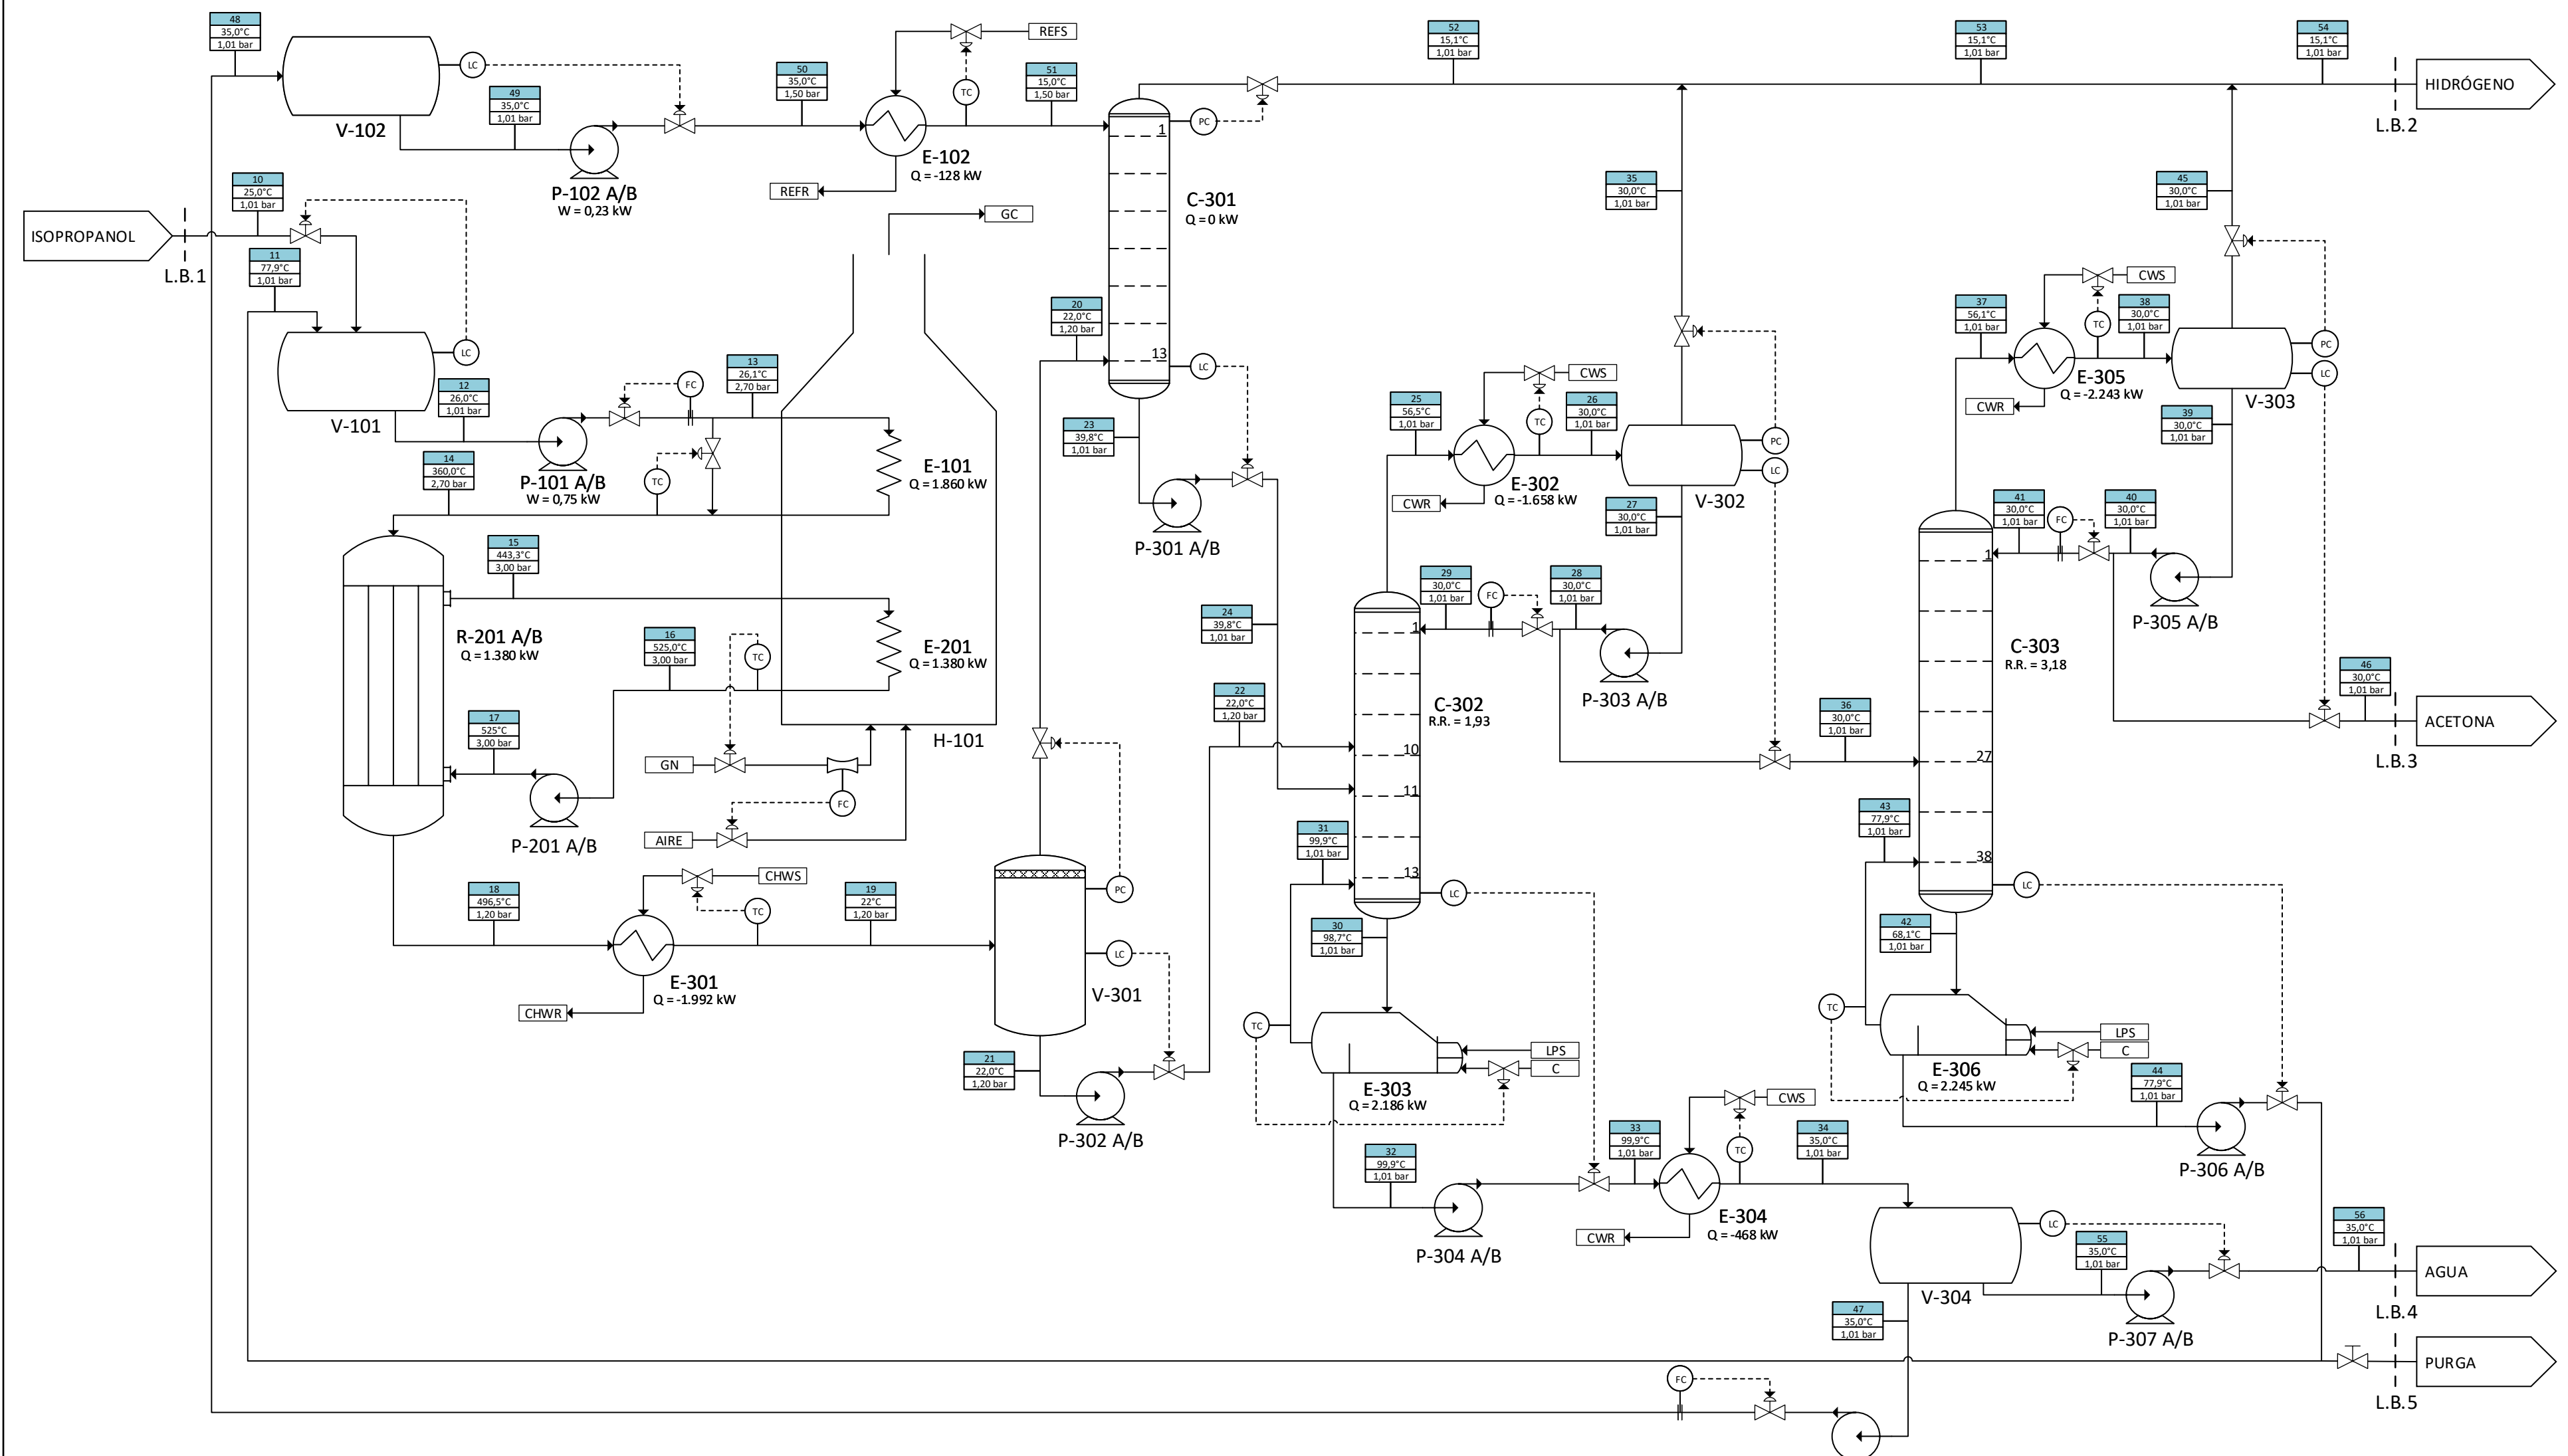 48
35,0°C
1,01 bar
V-102
LC
49
35,0°C
1,01 bar
P-102 A/B
W = 0,23 kW
50
35,0°C
1,50 bar
REFS
TC
51
15,0°C
1,50 bar
E-102
Q = -128 kW
REFR
1
13
PC
C-301
Q = 0 kW
LC
52
15,1°C
1,01 bar
53
15,1°C
1,01 bar
54
15,1°C
1,01 bar
HIDRÓGENO
L.B.2
ISOPROPANOL
L.B.1
10
25,0°C
1,01 bar
11
77,9°C
1,01 bar
LC
V-101
12
26,0°C
1,01 bar
P-101 A/B
W = 0,75 kW
FC
13
26,1°C
2,70 bar
TC
14
360,0°C
2,70 bar
GC
E-101
Q = 1.860 kW
15
443,3°C
3,00 bar
R-201 A/B
Q = 1.380 kW
16
525,0°C
3,00 bar
TC
E-201
Q = 1.380 kW
H-101
17
525°C
3,00 bar
P-201 A/B
GN
FC
AIRE
18
496,5°C
1,20 bar
CHWS
TC
E-301
Q = -1.992 kW
CHWR
19
22°C
1,20 bar
20
22,0°C
1,20 bar
PC
LC
V-301
21
22,0°C
1,20 bar
P-302 A/B
22
22,0°C
1,20 bar
23
39,8°C
1,01 bar
P-301 A/B
24
39,8°C
1,01 bar
25
56,5°C
1,01 bar
CWS
TC
E-302
Q = -1.658 kW
CWR
26
30,0°C
1,01 bar
PC
LC
V-302
27
30,0°C
1,01 bar
28
30,0°C
1,01 bar
FC
29
30,0°C
1,01 bar
P-303 A/B
1
10
11
13
C-302
R.R. = 1,93
LC
30
98,7°C
1,01 bar
31
99,9°C
1,01 bar
TC
LPS
C
E-303
Q = 2.186 kW
32
99,9°C
1,01 bar
P-304 A/B
33
99,9°C
1,01 bar
CWS
TC
E-304
Q = -468 kW
CWR
34
35,0°C
1,01 bar
35
30,0°C
1,01 bar
36
30,0°C
1,01 bar
37
56,1°C
1,01 bar
CWS
TC
E-305
Q = -2.243 kW
CWR
38
30,0°C
1,01 bar
PC
LC
V-303
39
30,0°C
1,01 bar
40
30,0°C
1,01 bar
FC
41
30,0°C
1,01 bar
P-305 A/B
1
27
38
C-303
R.R. = 3,18
LC
42
68,1°C
1,01 bar
43
77,9°C
1,01 bar
TC
LPS
C
E-306
Q = 2.245 kW
44
77,9°C
1,01 bar
P-306 A/B
45
30,0°C
1,01 bar
46
30,0°C
1,01 bar
ACETONA
L.B.3
V-304
LC
47
35,0°C
1,01 bar
55
35,0°C
1,01 bar
P-307 A/B
56
35,0°C
1,01 bar
AGUA
L.B.4
PURGA
L.B.5
FC